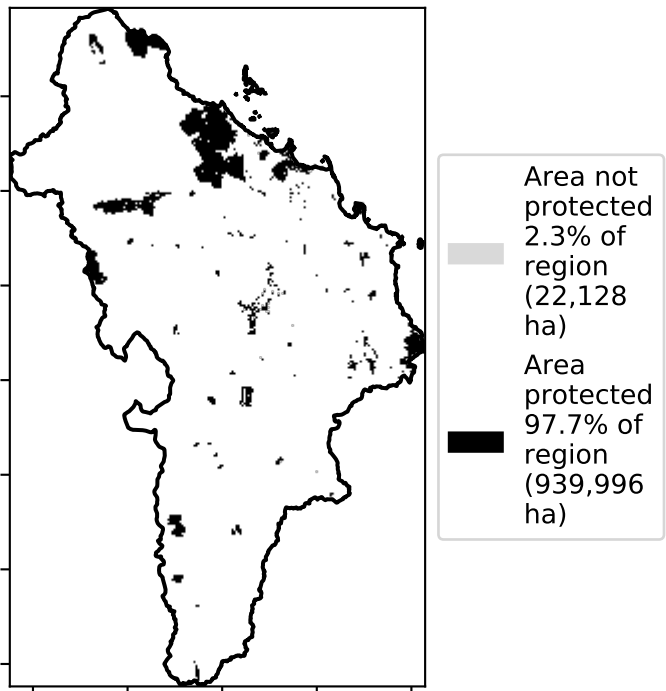 Area not
protected
2.3% of
region
(22,128
ha)
Area
protected
97.7% of
region
(939,996
ha)